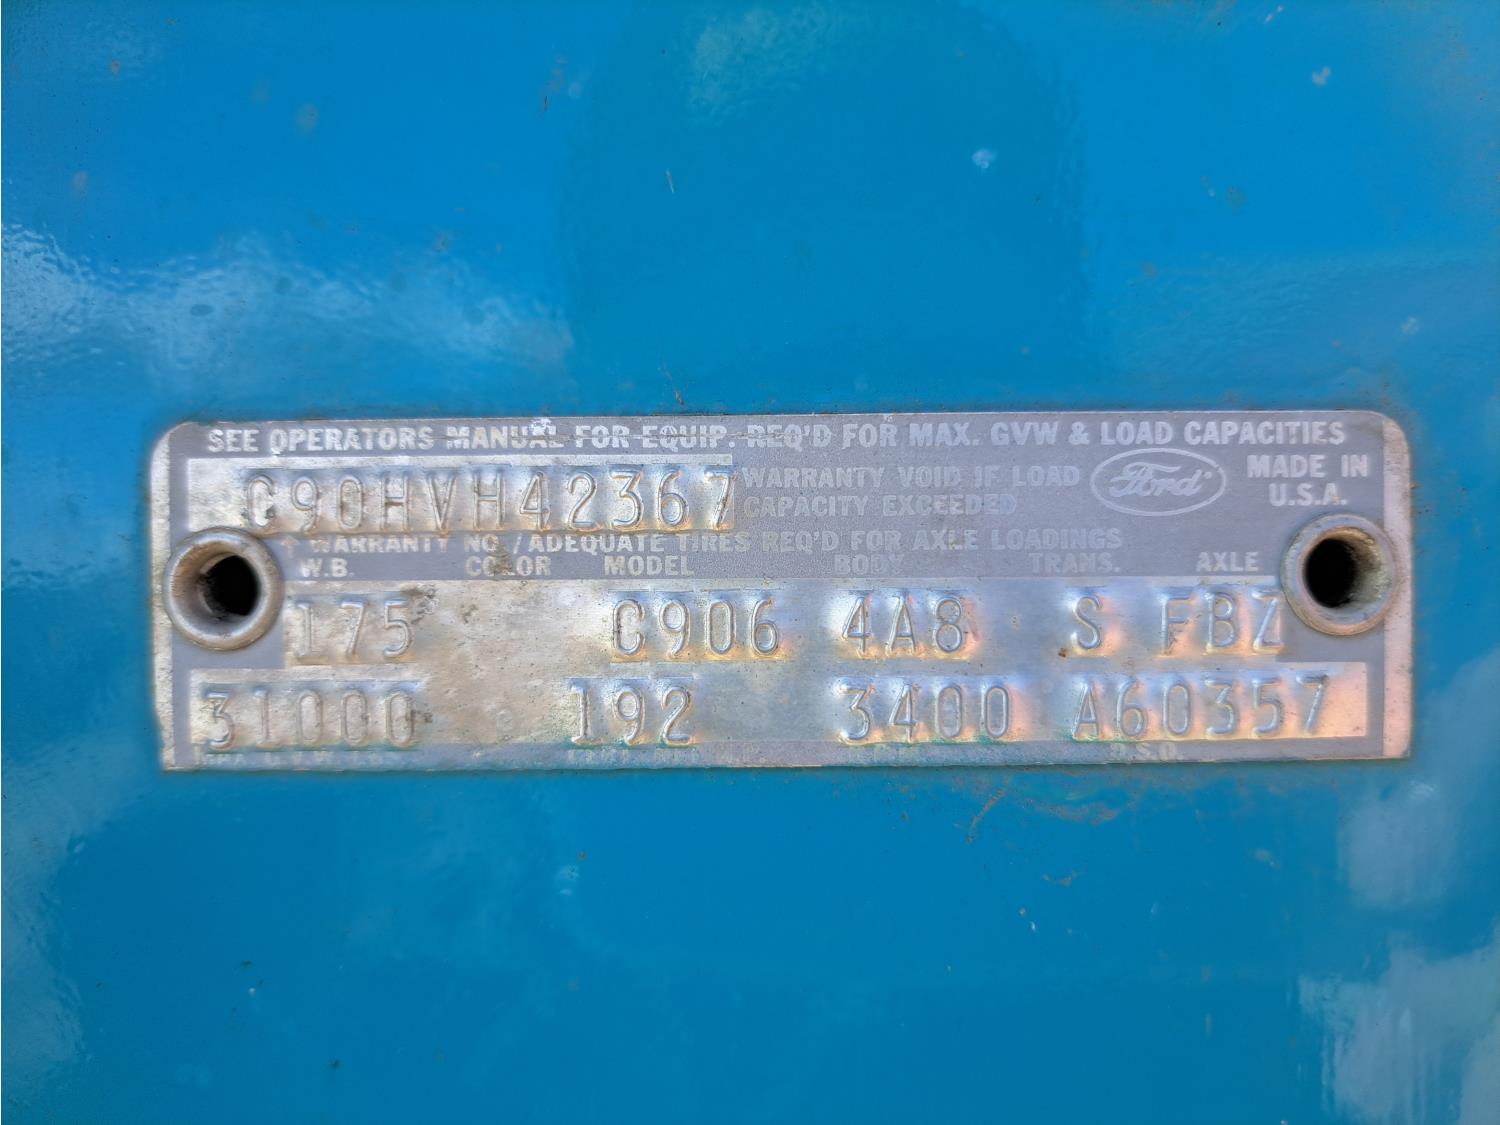 SEE OPERATORS MANUAL FOR EQUIP. REQ'D FOR MAX. GVW & LOAD CAPACITIES
C90HVH42367 WARRANTY VOID IF LOAD Ford MADE IN
CAPACITY EXCEEDED U.S.A.
WARRANTY NO. / ADEQUATE TIRES REQ'D FOR AXLE LOADINGS
W.B. COLOR MODEL BODY TRANS. AXLE
175 C906 4A8 S FBZ
31000 192 3400 A60357
D.S.O.